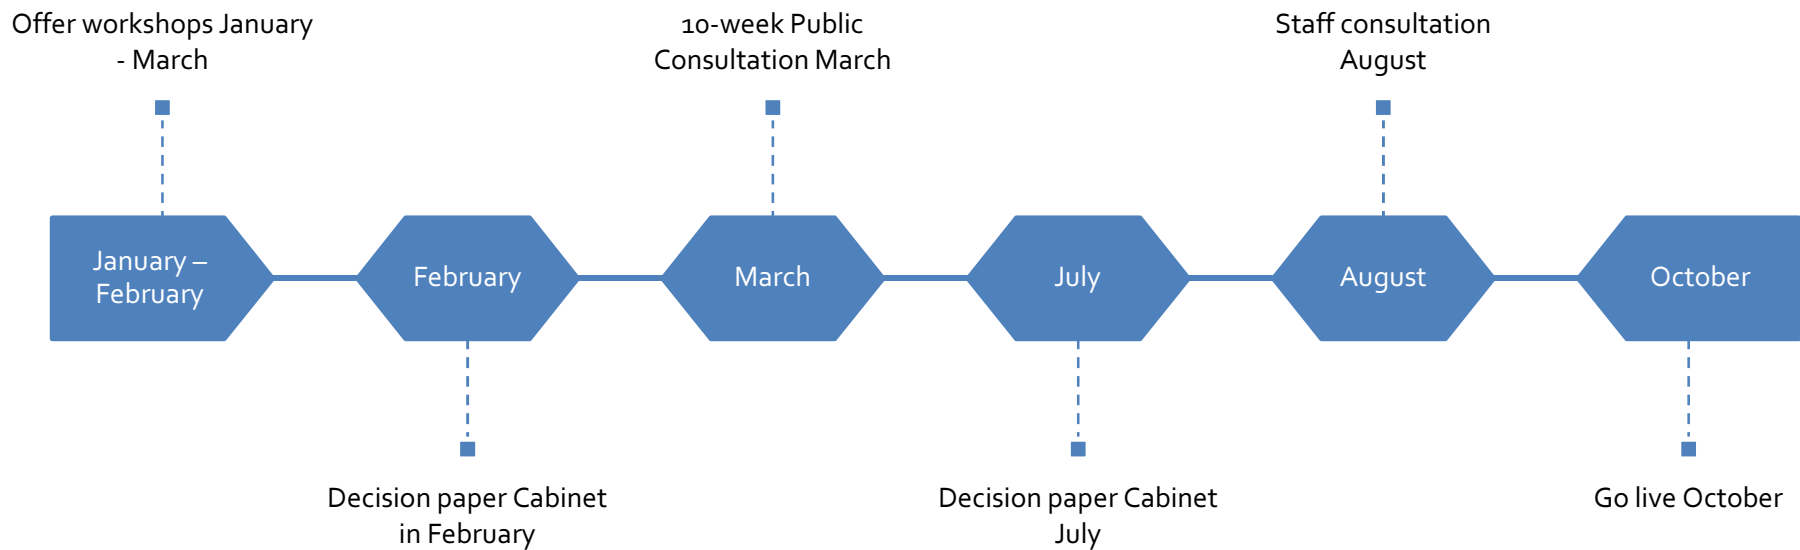 Offer workshops January
- March
10-week Public
Consultation March
Staff consultation
August
January –
February
February
March
July
August
October
Decision paper Cabinet
in February
Decision paper Cabinet
July
Go live October